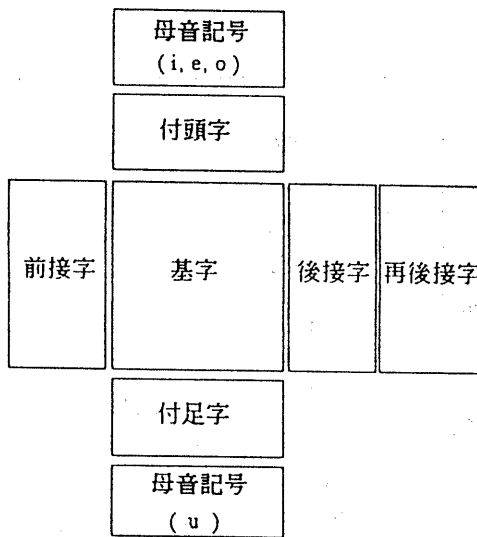 母音記号
(i, e, o)
付頭字
前接字
基字
後接字
再後接字
付足字
母音記号
(u)